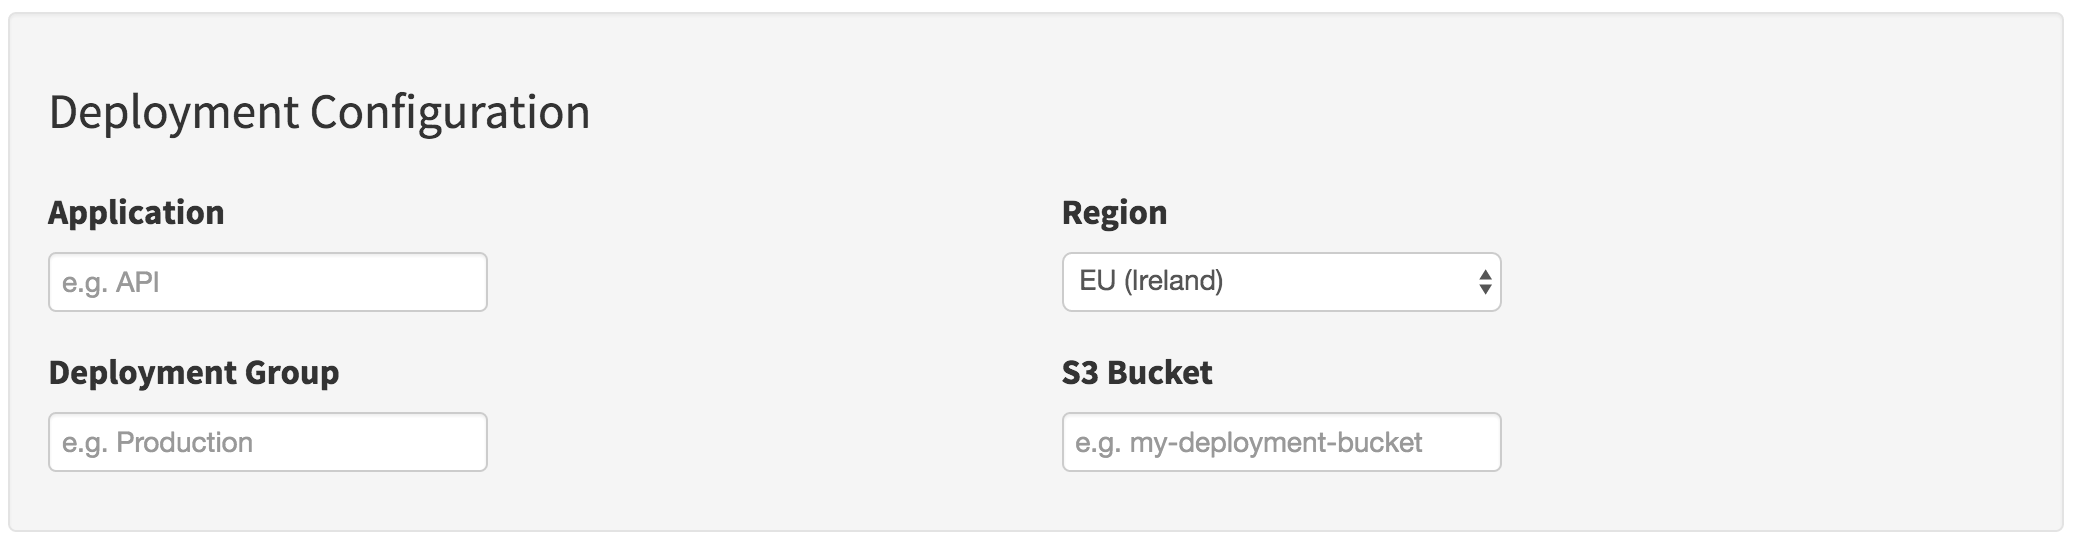 Deployment Configuration
Application
e.g. API
Region
EU (Ireland)
Deployment Group
e.g. Production
S3 Bucket
e.g. my-deployment-bucket